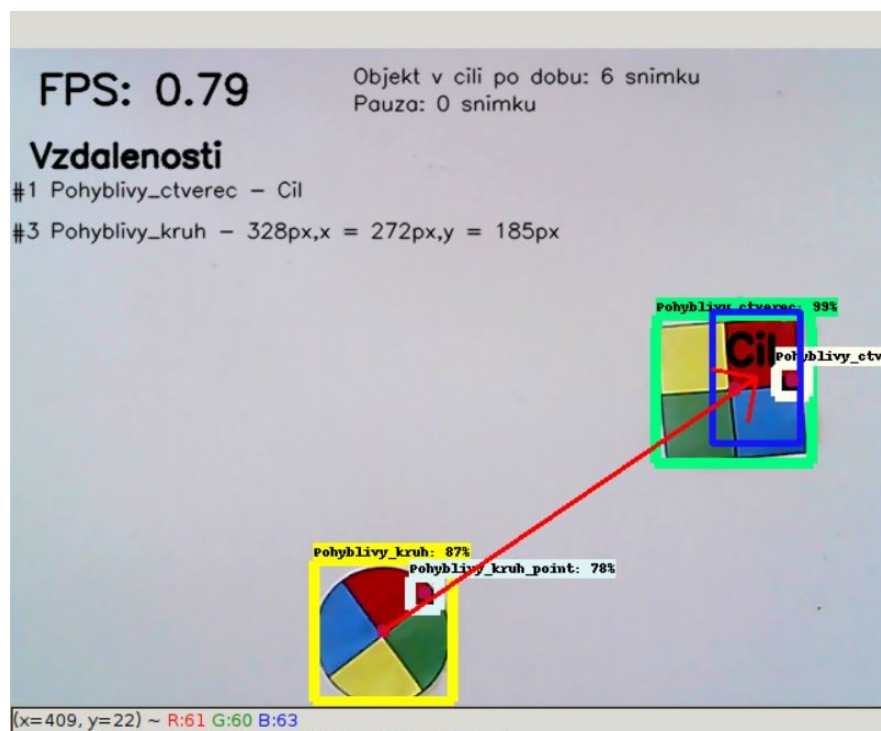 FPS: 0.79
Objekt v cili po dobu: 6 snimku
Pauza: 0 snimku
Vzdalenosti
#1 Pohyblivy_ctverec – Cil
#3 Pohyblivy_kruh – 328px,x = 272px,y = 185px
Pohyblivy_ctverec: 99%
Cil
Pohyblivy_ctv
Pohyblivy_kruh: 87%
Pohyblivy_kruh_point: 78%
(x=409, y=22) ~ R:61 G:60 B:63